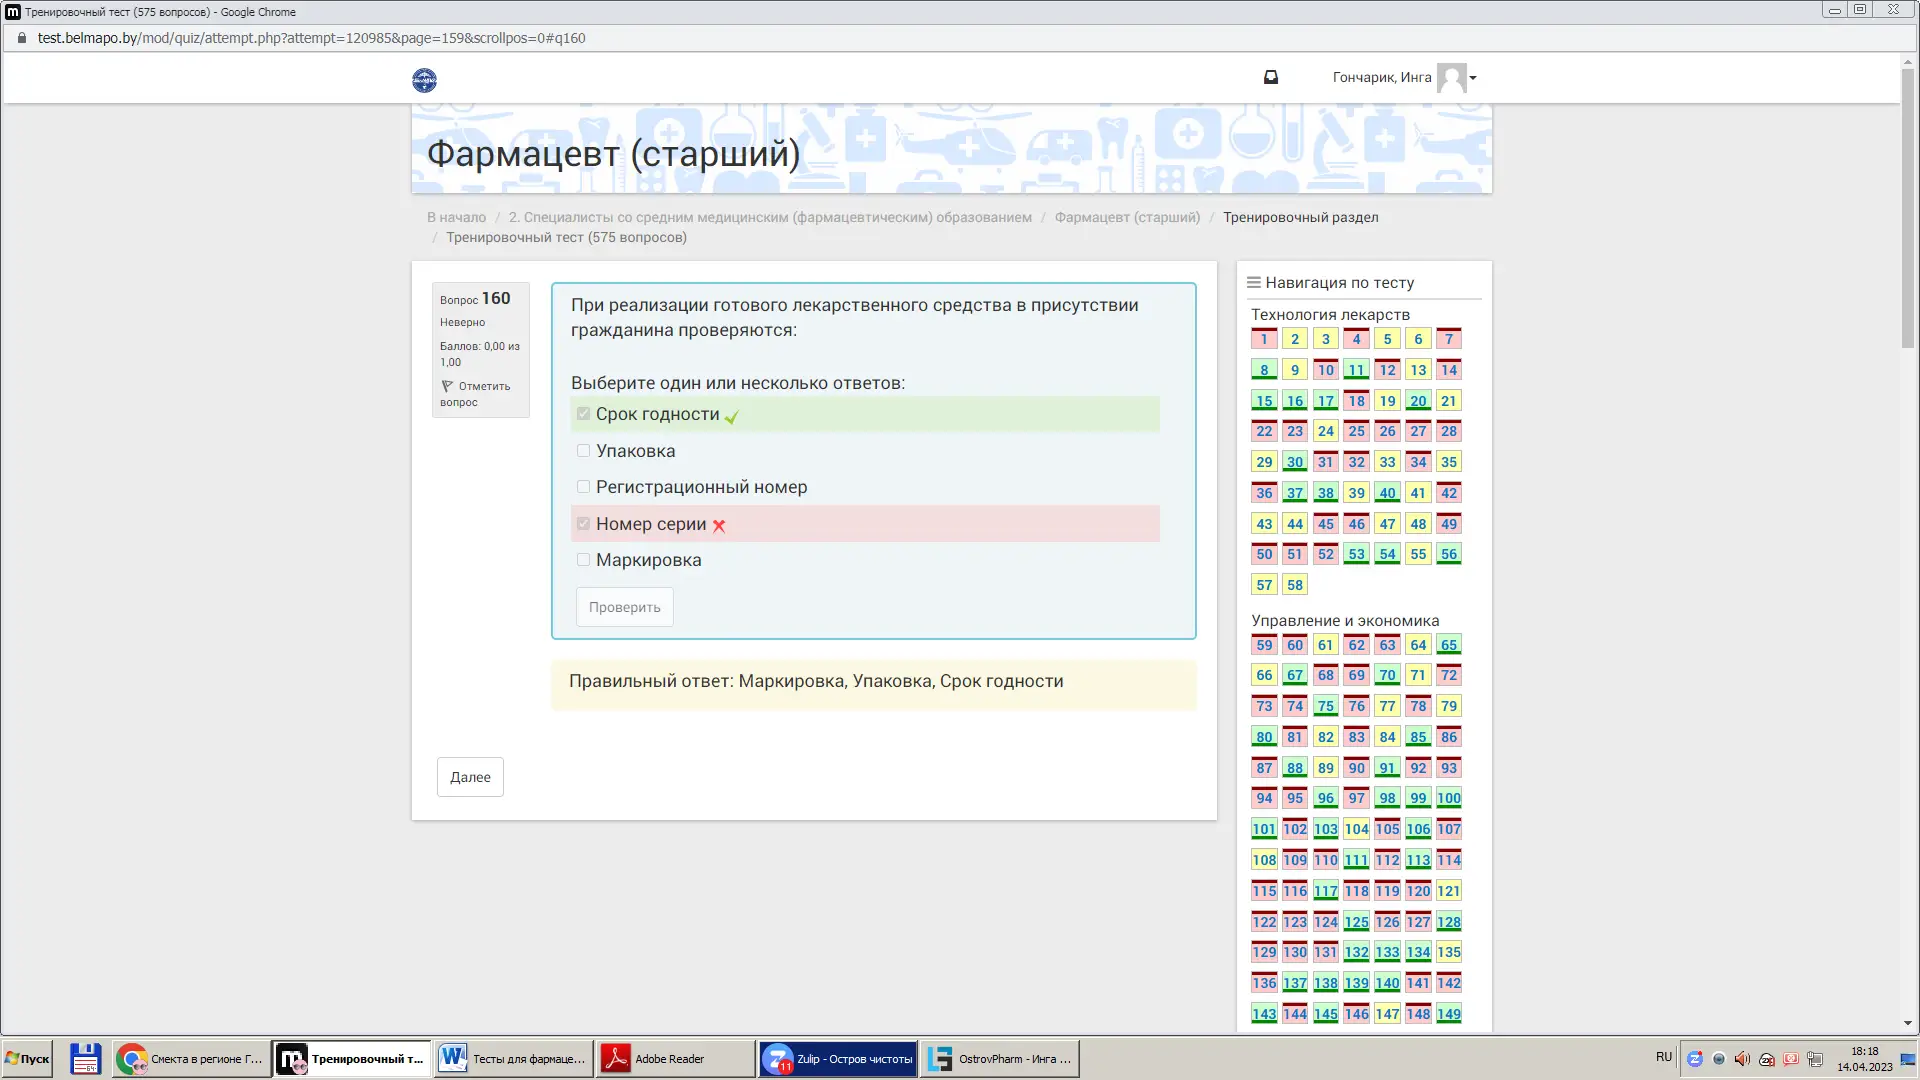 Тренировочный тест (575 вопросов) - Google Chrome
test.belmapo.by/mod/quiz/attempt.php?attempt=120985&page=159&scrollpos=0#q160
Гончарик, Инга
Фармацевт (старший)
В начало / 2. Специалисты со средним медицинским (фармацевтическим) образованием / Фармацевт (старший) / Тренировочный раздел
/ Тренировочный тест (575 вопросов)
Вопрос 160
Неверно
Баллов: 0,00 из
1,00
Отметить
вопрос
При реализации готового лекарственного средства в присутствии
гражданина проверяются:
Выберите один или несколько ответов:
Срок годности
Упаковка
Регистрационный номер
Номер серии
Маркировка
Проверить
Правильный ответ: Маркировка, Упаковка, Срок годности
Далее
Навигация по тесту
Технология лекарств
1 2 3 4 5 6 7
8 9 10 11 12 13 14
15 16 17 18 19 20 21
22 23 24 25 26 27 28
29 30 31 32 33 34 35
36 37 38 39 40 41 42
43 44 45 46 47 48 49
50 51 52 53 54 55 56
57 58
Управление и экономика
59 60 61 62 63 64 65
66 67 68 69 70 71 72
73 74 75 76 77 78 79
80 81 82 83 84 85 86
87 88 89 90 91 92 93
94 95 96 97 98 99 100
101 102 103 104 105 106 107
108 109 110 111 112 113 114
115 116 117 118 119 120 121
122 123 124 125 126 127 128
129 130 131 132 133 134 135
136 137 138 139 140 141 142
143 144 145 146 147 148 149
Пуск
64
Смекта в регионе Г...
Тренировочный т...
Тесты для фармаце...
Adobe Reader
11
Zulip - Остров чистоты
OstrovPharm - Инга ...
RU
18:18
14.04.2023